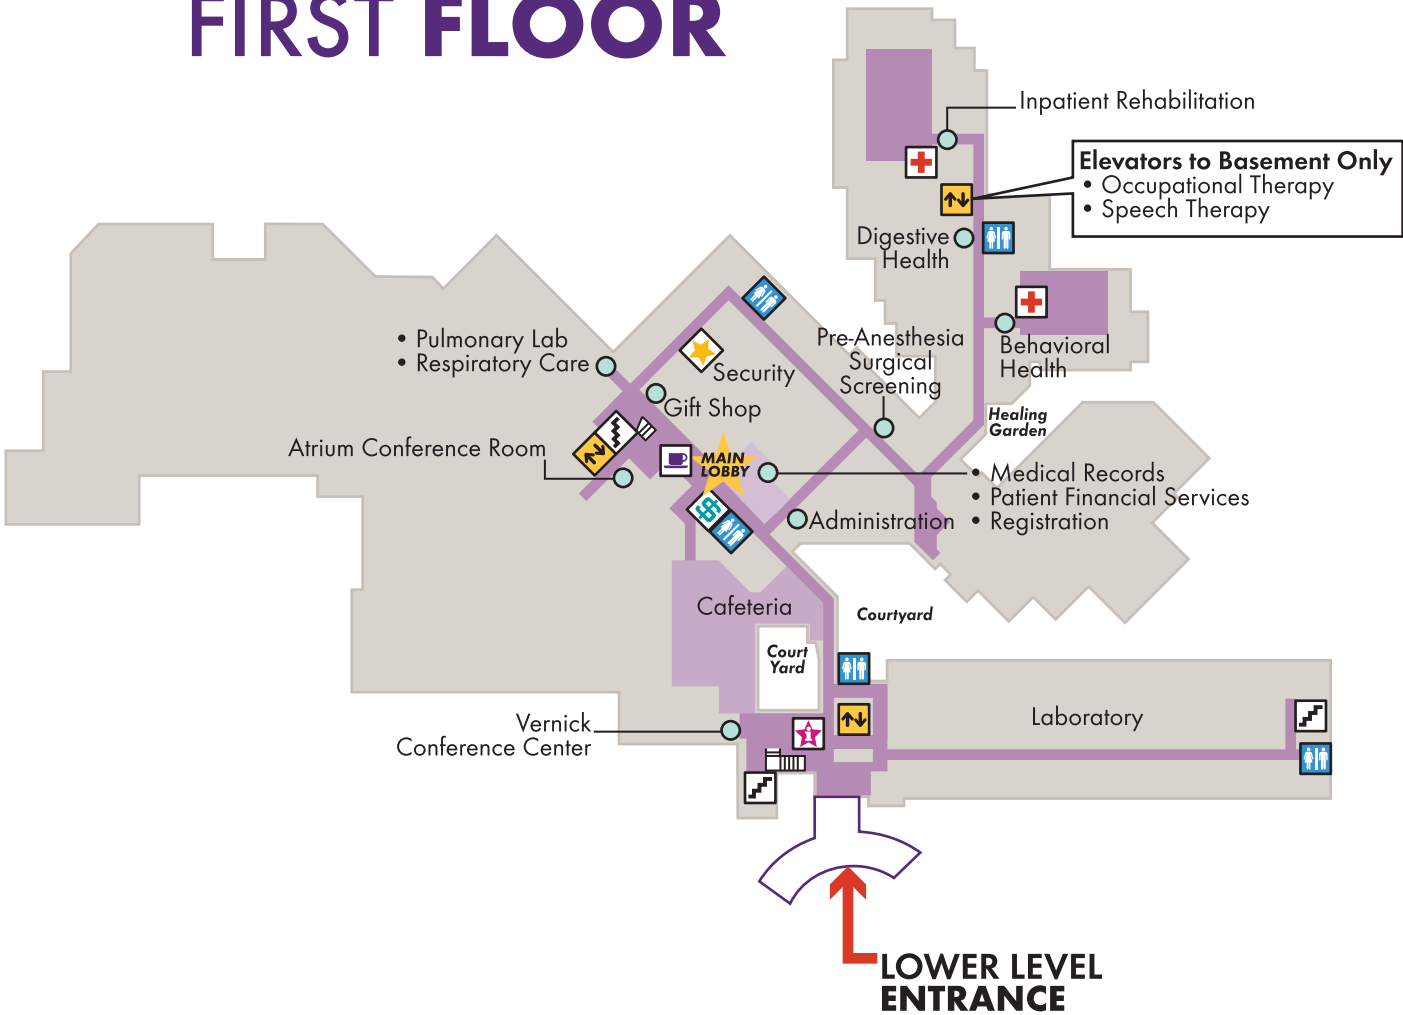 FIRST FLOOR
Inpatient Rehabilitation
Elevators to Basement Only
• Occupational Therapy
• Speech Therapy
Digestive
Health
• Pulmonary Lab
• Respiratory Care
Pre-Anesthesia
Surgical
Screening
Behavioral
Health
Security
Gift Shop
Healing
Garden
Atrium Conference Room
MAIN
LOBBY
• Medical Records
• Patient Financial Services
• Registration
$
Administration
Cafeteria
Courtyard
Court
Yard
Vernick
Conference Center
i
Laboratory
LOWER LEVEL
ENTRANCE